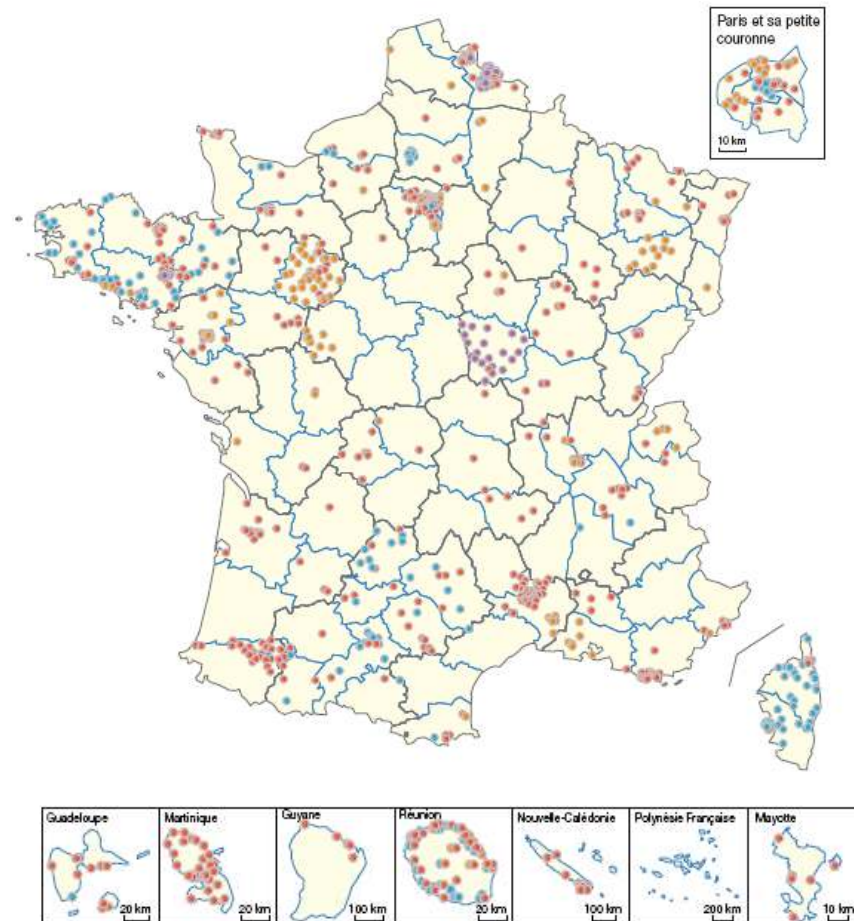 Paris et sa petite
couronne
10 km
Guadeloupe
20 km
Martinique
20 km
Guyane
100 km
Réunion
20 km
Nouvelle-Calédonie
100 km
Polynésie Française
200 km
Mayotte
10 km